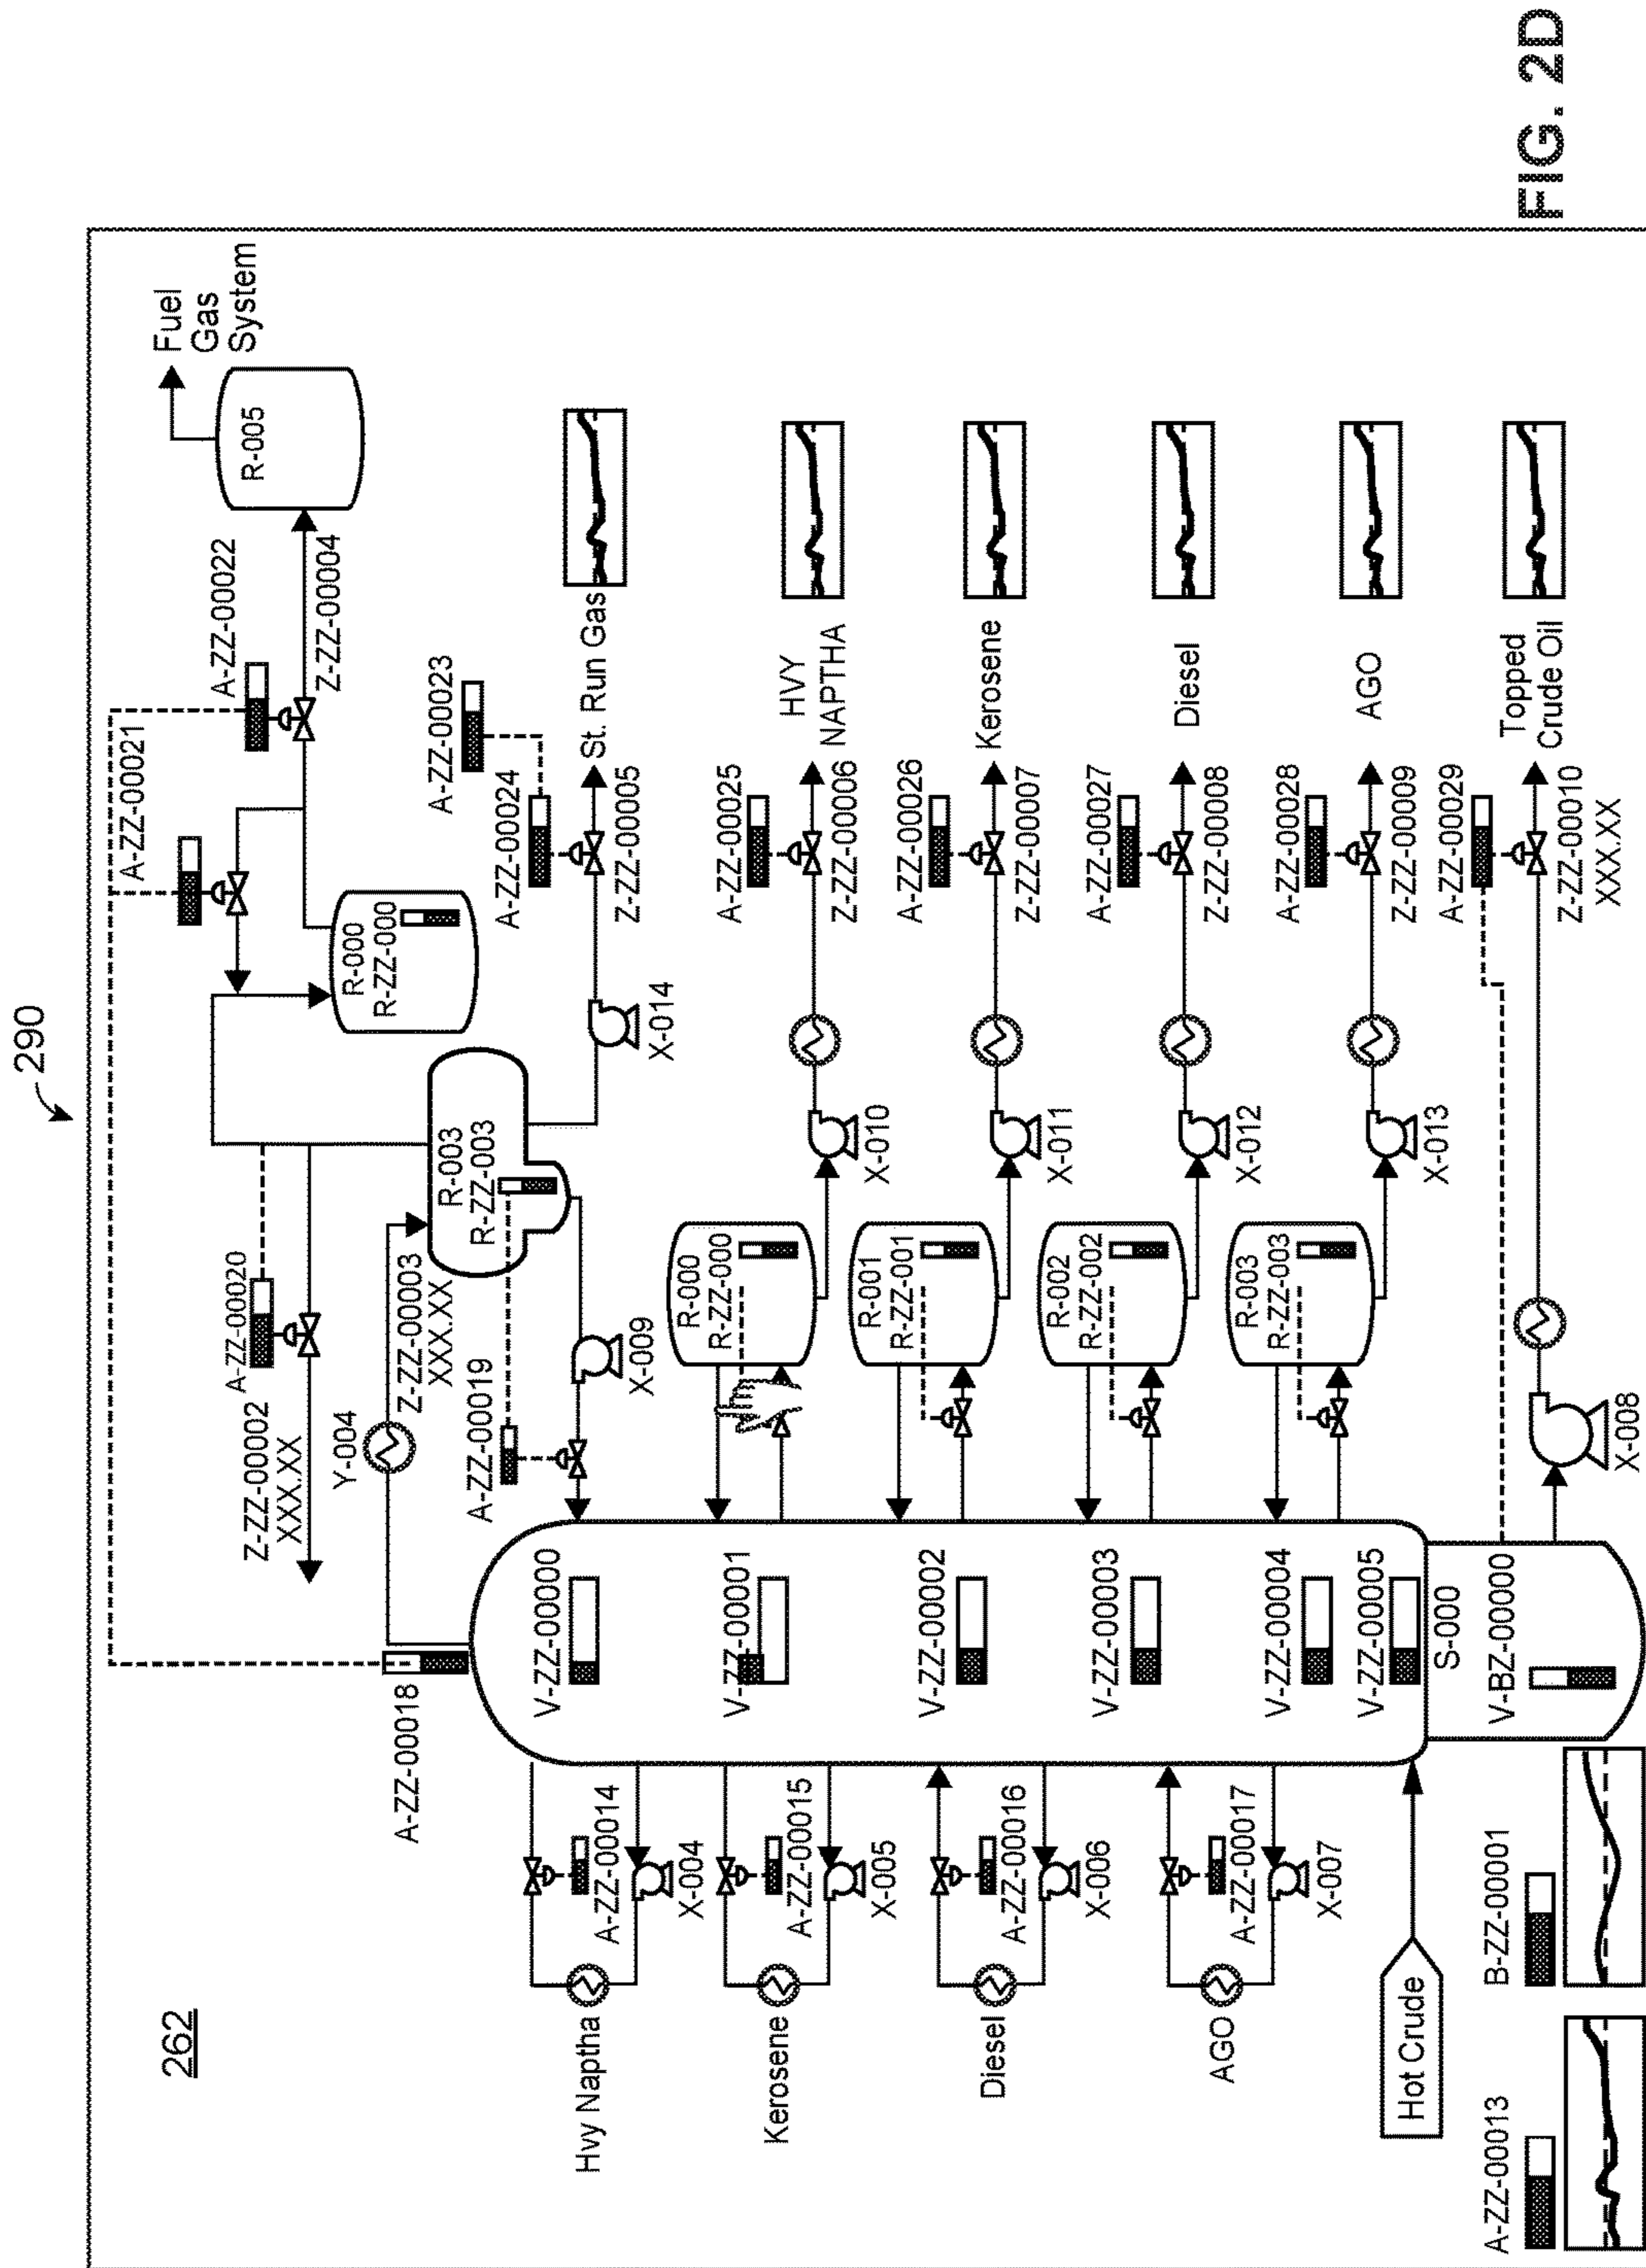 290
262
Fuel
Gas
System
R-005
A-ZZ-00022
Z-ZZ-00004
A-ZZ-00021
R-000
R-ZZ-000
A-ZZ-00020
Z-ZZ-00002
XXX.XX
Y-004
Z-ZZ-00003
XXX.XX
R-003
R-ZZ-003
A-ZZ-00018
A-ZZ-00019
X-009
X-014
A-ZZ-00023
A-ZZ-00024
Z-ZZ-00005
St. Run Gas
V-ZZ-00000
V-ZZ-00001
V-ZZ-00002
V-ZZ-00003
V-ZZ-00004
V-ZZ-00005
S-000
V-BZ-00000
Hvy Naptha
A-ZZ-00014
X-004
Kerosene
A-ZZ-00015
X-005
Diesel
A-ZZ-00016
X-006
AGO
A-ZZ-00017
X-007
Hot Crude
R-000
R-ZZ-000
X-010
A-ZZ-00025
Z-ZZ-00006
HVY
NAPTHA
R-001
R-ZZ-001
X-011
A-ZZ-00026
Z-ZZ-00007
Kerosene
R-002
R-ZZ-002
X-012
A-ZZ-00027
Z-ZZ-00008
Diesel
R-003
R-ZZ-003
X-013
A-ZZ-00028
Z-ZZ-00009
AGO
X-008
A-ZZ-00029
Z-ZZ-00010
XXX.XX
Topped
Crude Oil
A-ZZ-00013
B-ZZ-00001
FIG. 2D